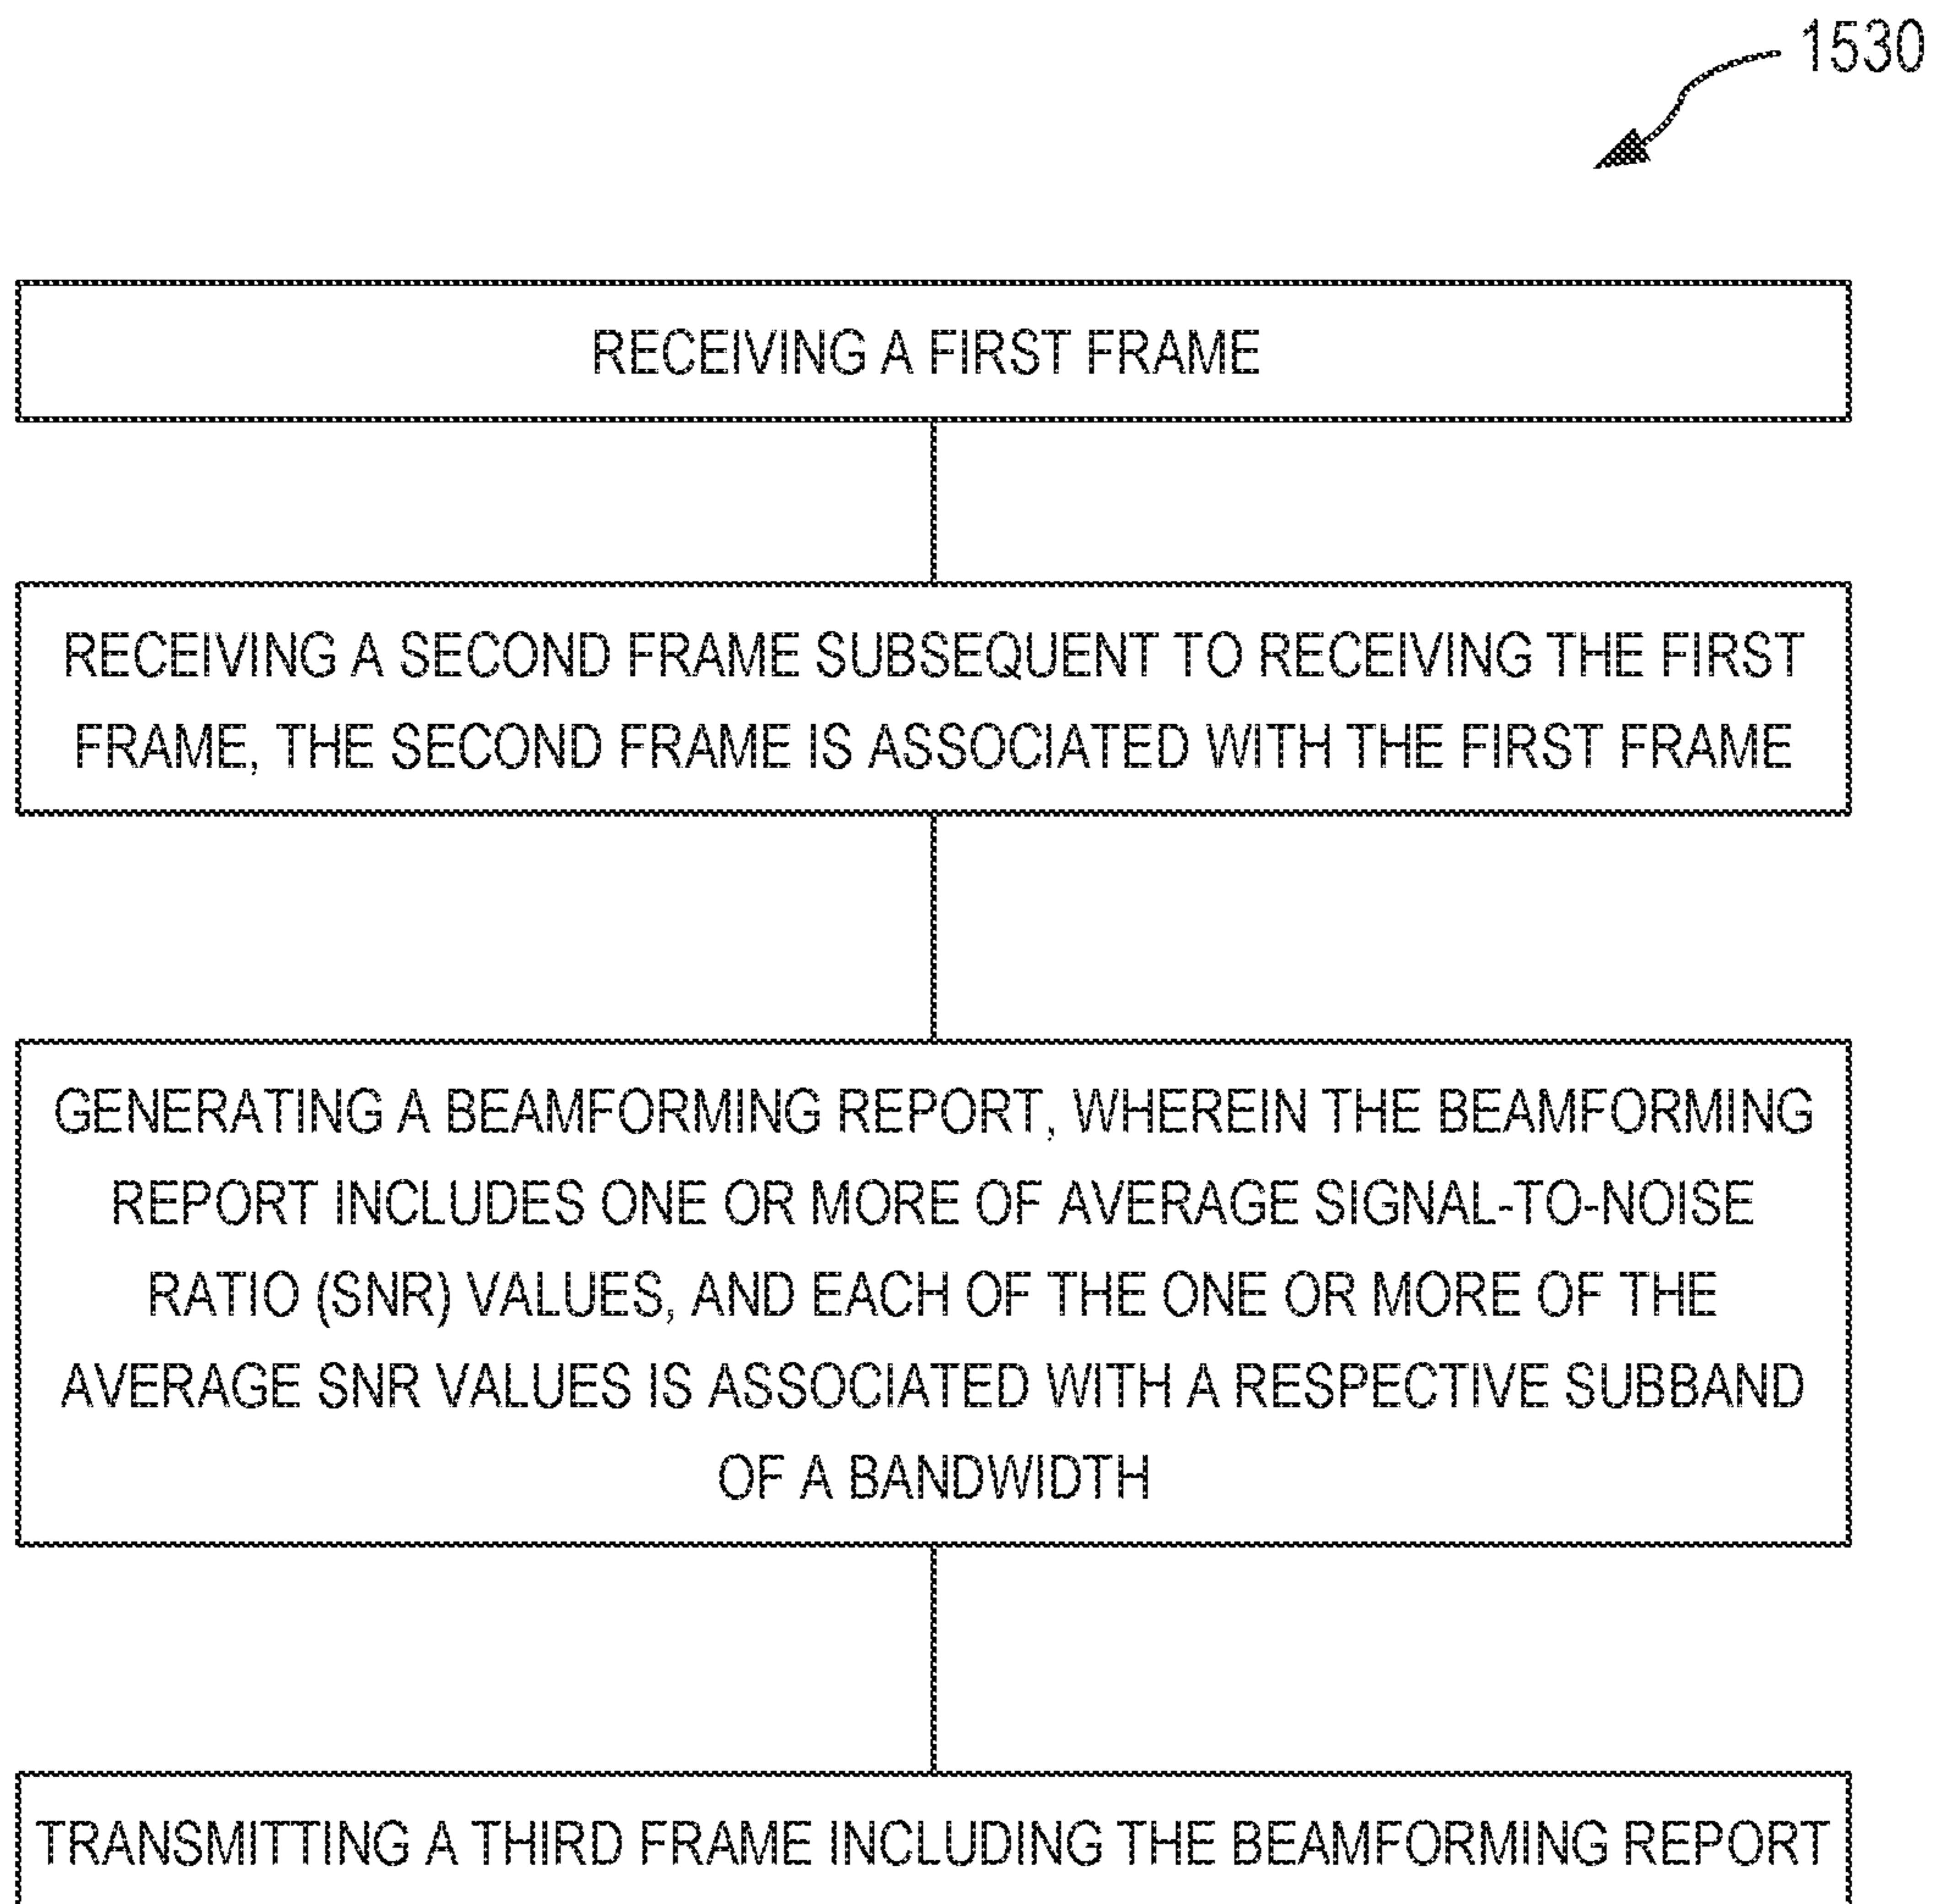 1530
RECEIVING A FIRST FRAME
RECEIVING A SECOND FRAME SUBSEQUENT TO RECEIVING THE FIRST
FRAME, THE SECOND FRAME IS ASSOCIATED WITH THE FIRST FRAME
GENERATING A BEAMFORMING REPORT, WHEREIN THE BEAMFORMING
REPORT INCLUDES ONE OR MORE OF AVERAGE SIGNAL-TO-NOISE
RATIO (SNR) VALUES, AND EACH OF THE ONE OR MORE OF THE
AVERAGE SNR VALUES IS ASSOCIATED WITH A RESPECTIVE SUBBAND
OF A BANDWIDTH
TRANSMITTING A THIRD FRAME INCLUDING THE BEAMFORMING REPORT